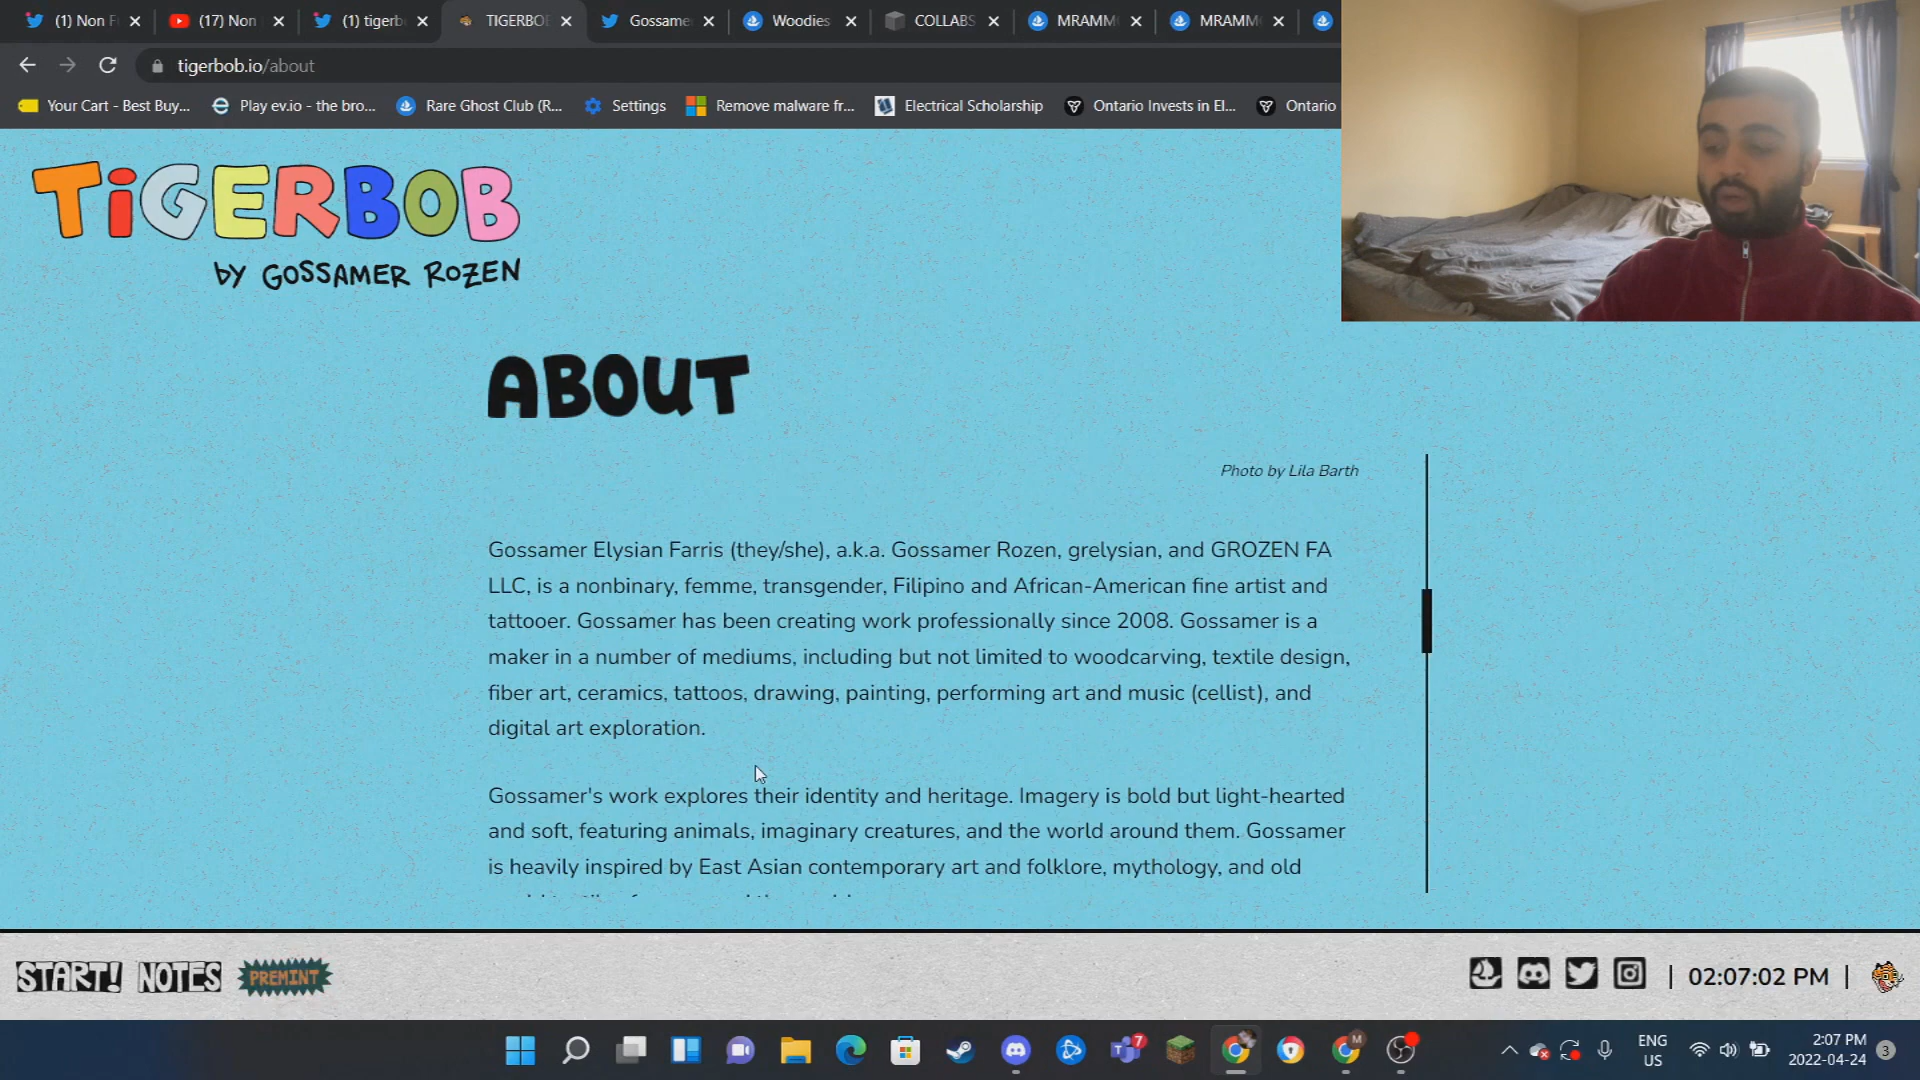 (1) Non F
(17) Non
(1) tigerb
TIGERBOB
Gossame
Woodies
COLLABS
MRAMM
MRAMM
tigerbob.io/about
Your Cart - Best Buy...
Play ev.io - the bro...
Rare Ghost Club (R...
Settings
Remove malware fr...
Electrical Scholarship
Ontario Invests in El...
Ontario
TiGERBOB
by GOSSAMER ROZEN
ABOUT
Photo by Lila Barth
Gossamer Elysian Farris (they/she), a.k.a. Gossamer Rozen, grelysian, and GROZEN FA
LLC, is a nonbinary, femme, transgender, Filipino and African-American fine artist and
tattooer. Gossamer has been creating work professionally since 2008. Gossamer is a
maker in a number of mediums, including but not limited to woodcarving, textile design,
fiber art, ceramics, tattoos, drawing, painting, performing art and music (cellist), and
digital art exploration.
Gossamer's work explores their identity and heritage. Imagery is bold but light-hearted
and soft, featuring animals, imaginary creatures, and the world around them. Gossamer
is heavily inspired by East Asian contemporary art and folklore, mythology, and old
START! NOTES PREMINT
| 02:07:02 PM |
7
M
ENG
US
2:07 PM
2022-04-24
3